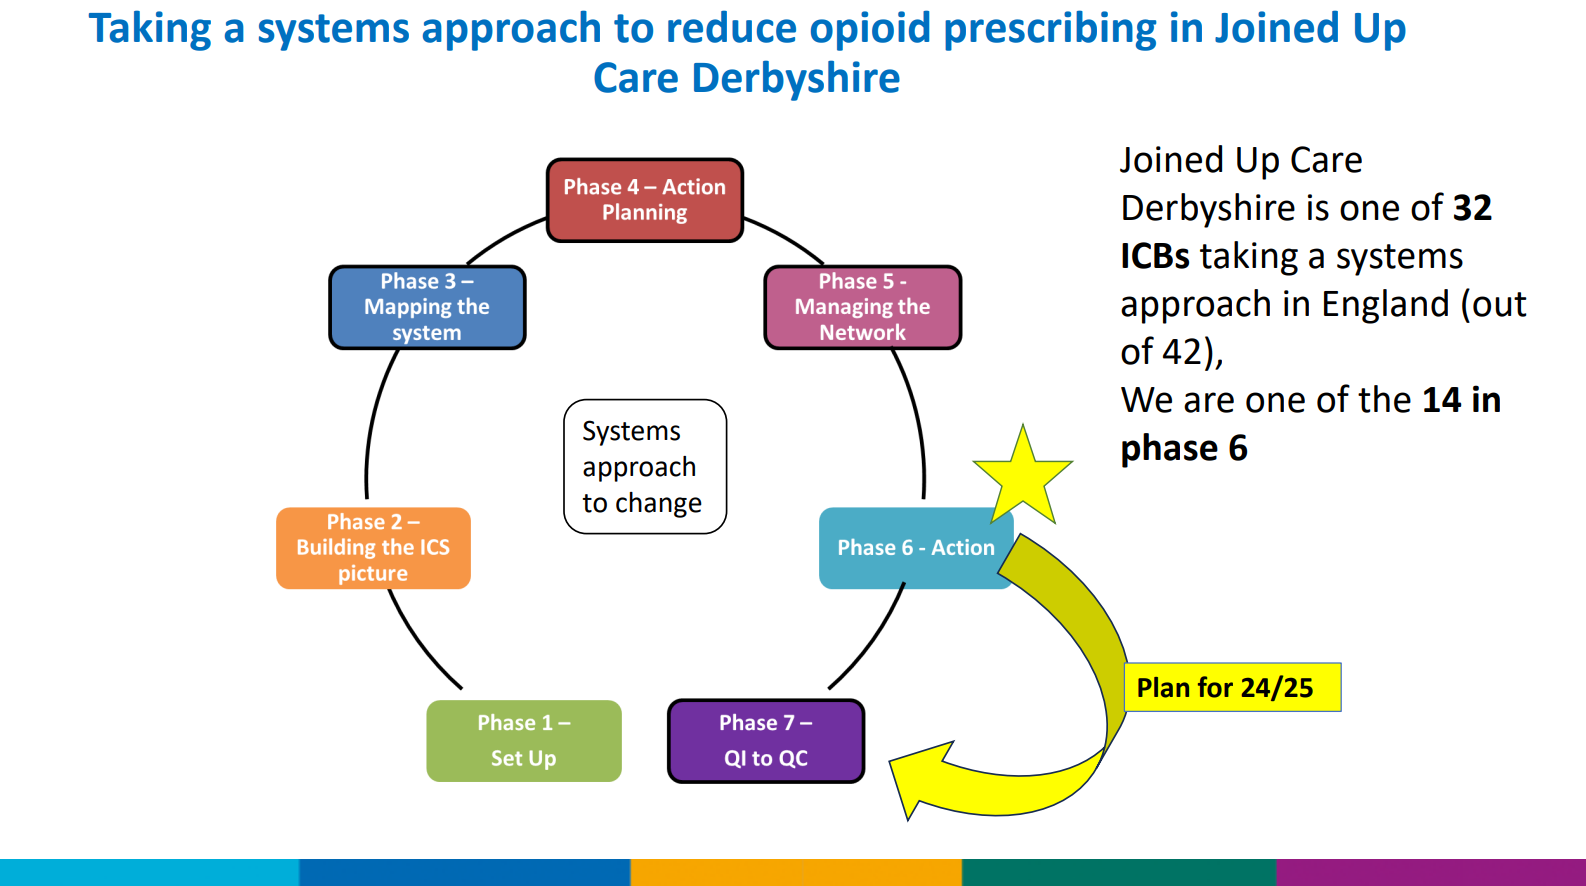 Taking a systems approach to reduce opioid prescribing in Joined Up
Care Derbyshire
Phase 4 – Action
Planning
Phase 3 –
Mapping the
system
Phase 5 -
Managing the
Network
Systems
approach
to change
Phase 2 –
Building the ICS
picture
Phase 6 - Action
Phase 1 –
Set Up
Phase 7 –
QI to QC
Joined Up Care
Derbyshire is one of 32
ICBs taking a systems
approach in England (out
of 42),
We are one of the 14 in
phase 6
Plan for 24/25